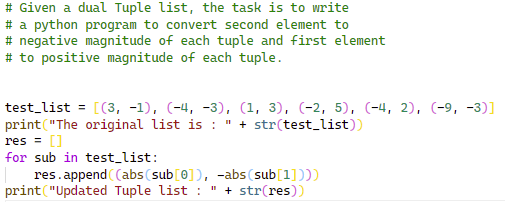 # Given a dual Tuple list, the task is to write
# a python program to convert second element to
# negative magnitude of each tuple and first element
# to positive magnitude of each tuple.
test_list = [(3, -1), (-4, -3), (1, 3), (-2, 5), (-4, 2), (-9, -3)]
print("The original list is : " + str(test_list))
res = []
for sub in test_list:
    res.append((abs(sub[0]), -abs(sub[1])))
print("Updated Tuple list : " + str(res))